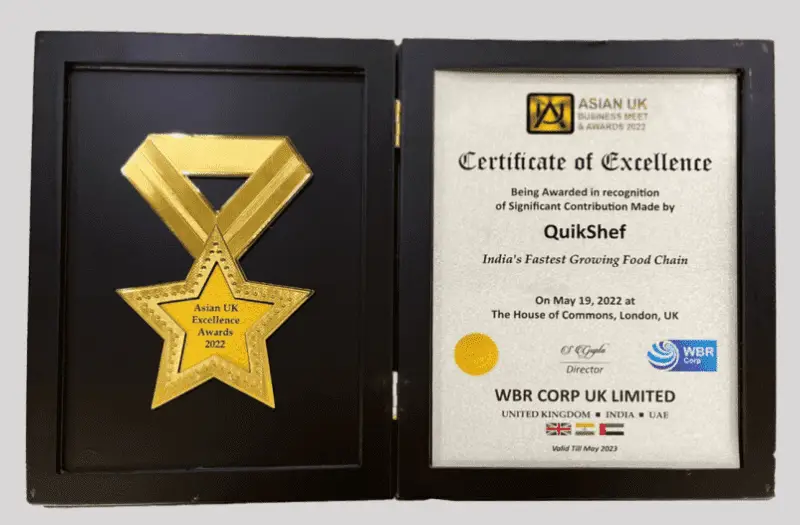 Asian UK
Excellence
Awards
2022
ASIAN UK
BUSINESS MEET
& AWARDS 2022
Certificate of Excellence
Being Awarded in recognition
of Significant Contribution Made by
QuikShef
India's Fastest Growing Food Chain
On May 19, 2022 at
The House of Commons, London, UK
Director
WBR
Corp
WBR CORP UK LIMITED
UNITED KINGDOM ▪ INDIA ▪ UAE
Valid Till May 2023